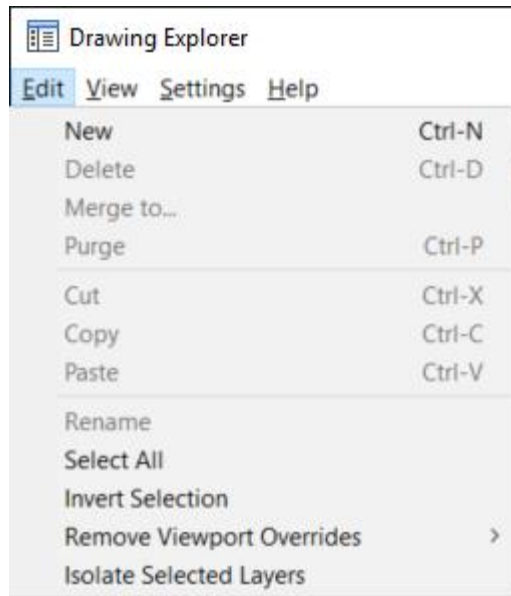 Drawing Explorer
Edit View Settings Help
New Ctrl-N
Delete Ctrl-D
Merge to...
Purge Ctrl-P
Cut Ctrl-X
Copy Ctrl-C
Paste Ctrl-V
Rename
Select All
Invert Selection
Remove Viewport Overrides >
Isolate Selected Layers